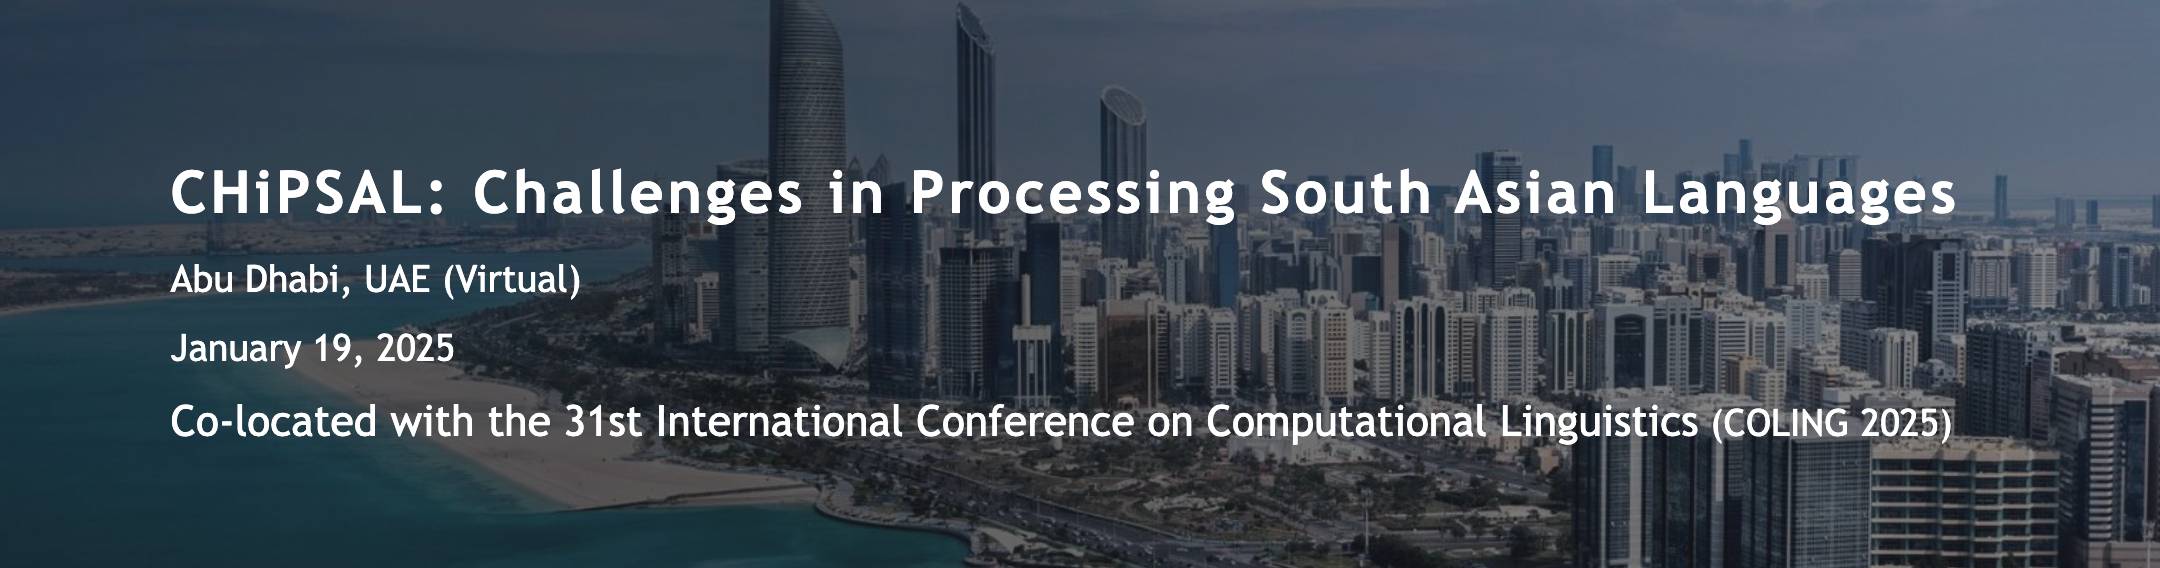 CHiPSAL: Challenges in Processing South Asian Languages
Abu Dhabi, UAE (Virtual)
January 19, 2025
Co-located with the 31st International Conference on Computational Linguistics (COLING 2025)